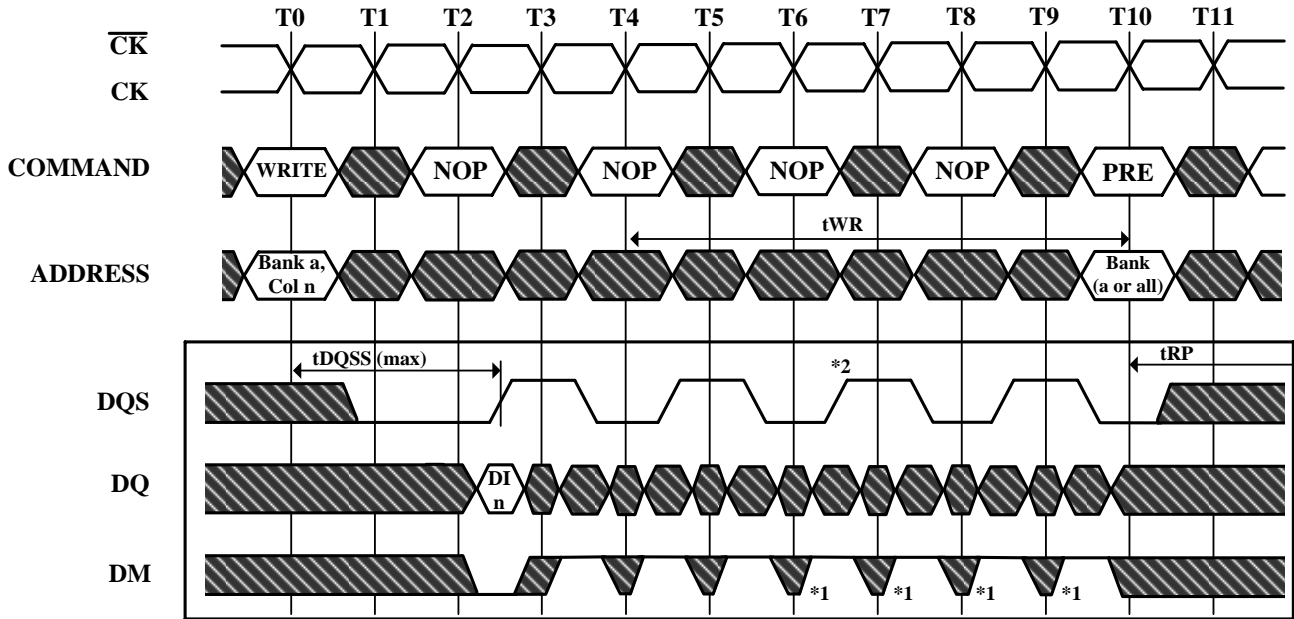 T0 T1 T2 T3 T4 T5 T6 T7 T8 T9 T10 T11
CK
CK
COMMAND WRITE NOP NOP NOP NOP PRE
tWR
ADDRESS Bank a, Col n Bank (a or all)
tDQSS (max) *2 tRP
DQS
DQ DI n
DM *1 *1 *1 *1